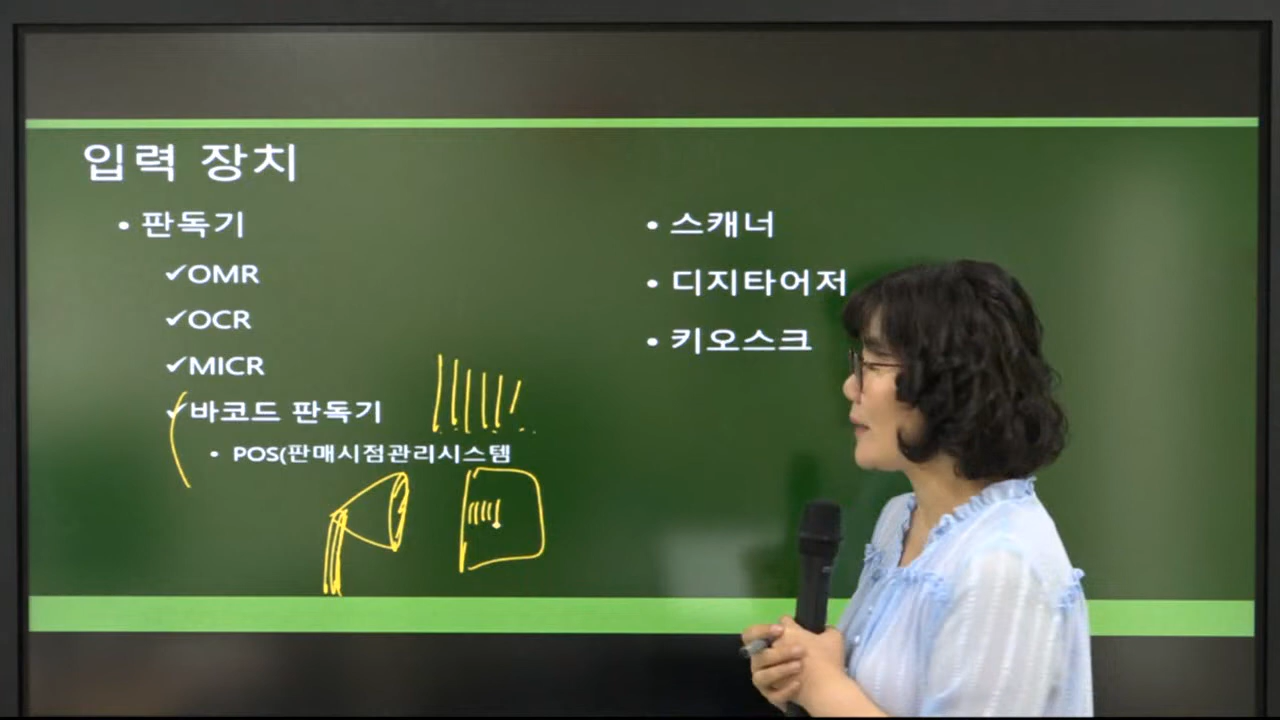 입력 장치
• 판독기
✓OMR
✓OCR
✓MICR
✓바코드 판독기
• POS(판매시점관리시스템
• 스캐너
• 디지타이저
• 키오스크